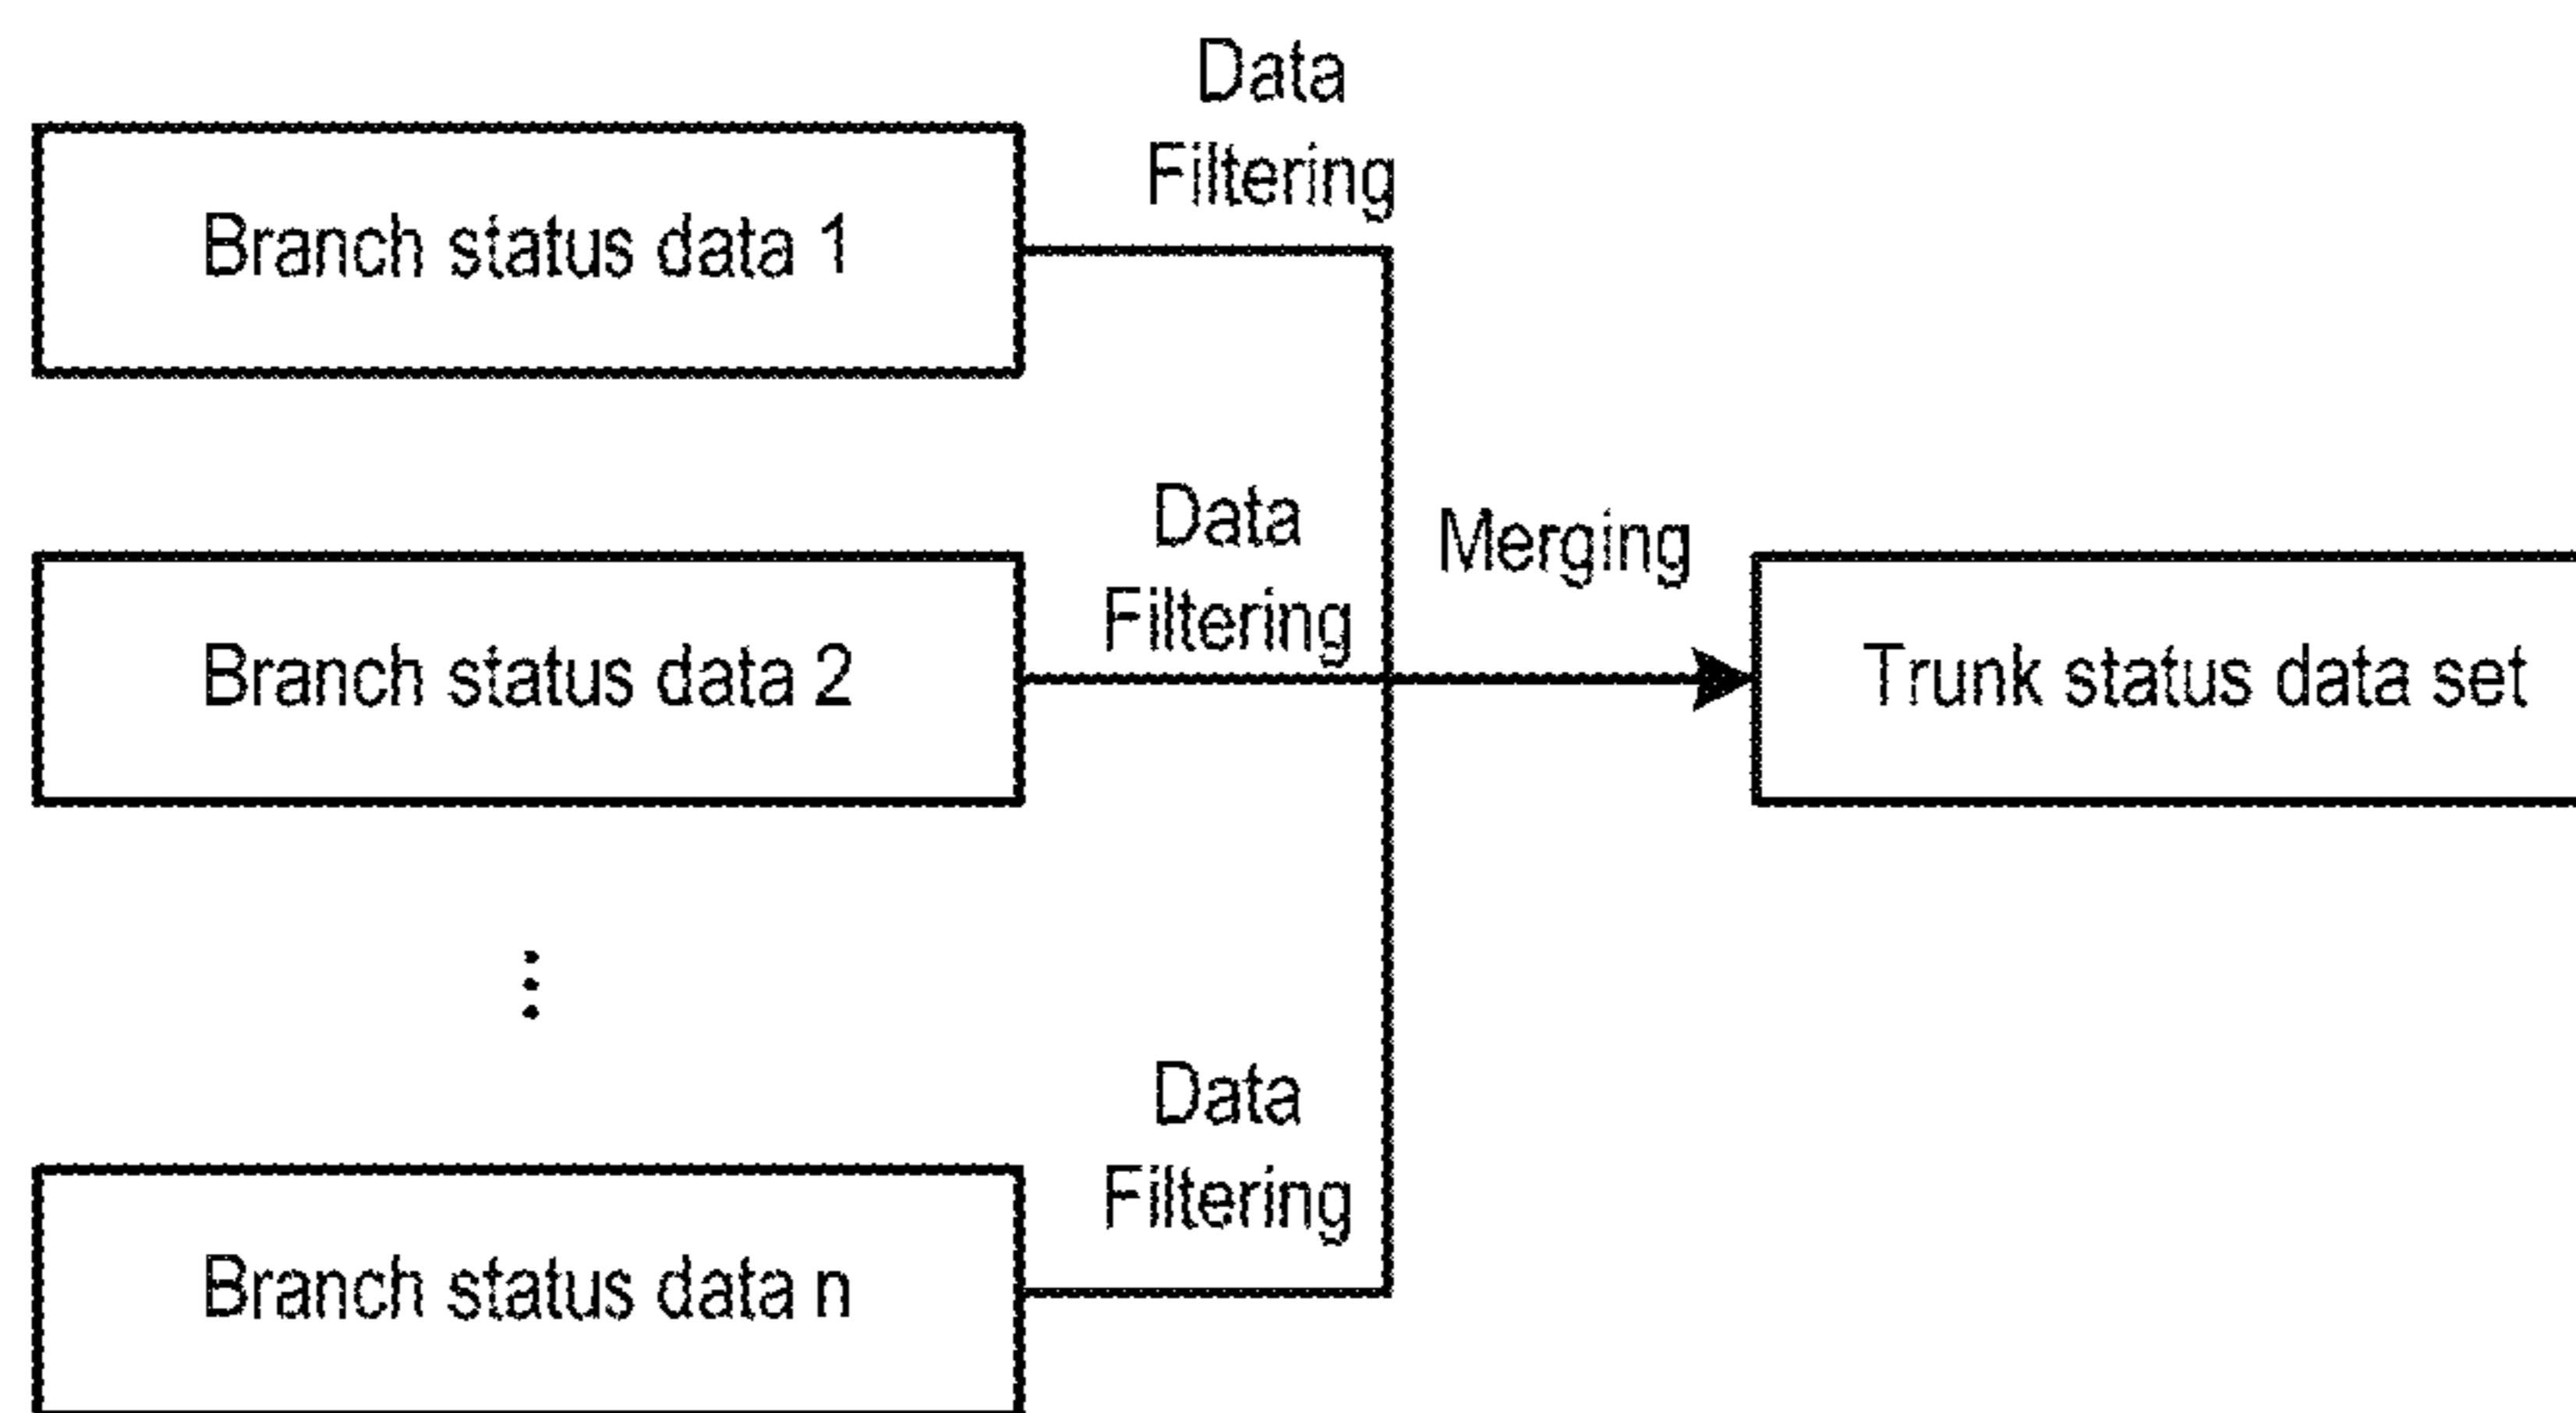 Data
Filtering
Branch status data 1
Data
Filtering
Merging
Branch status data 2
Trunk status data set
Data
Filtering
Branch status data n